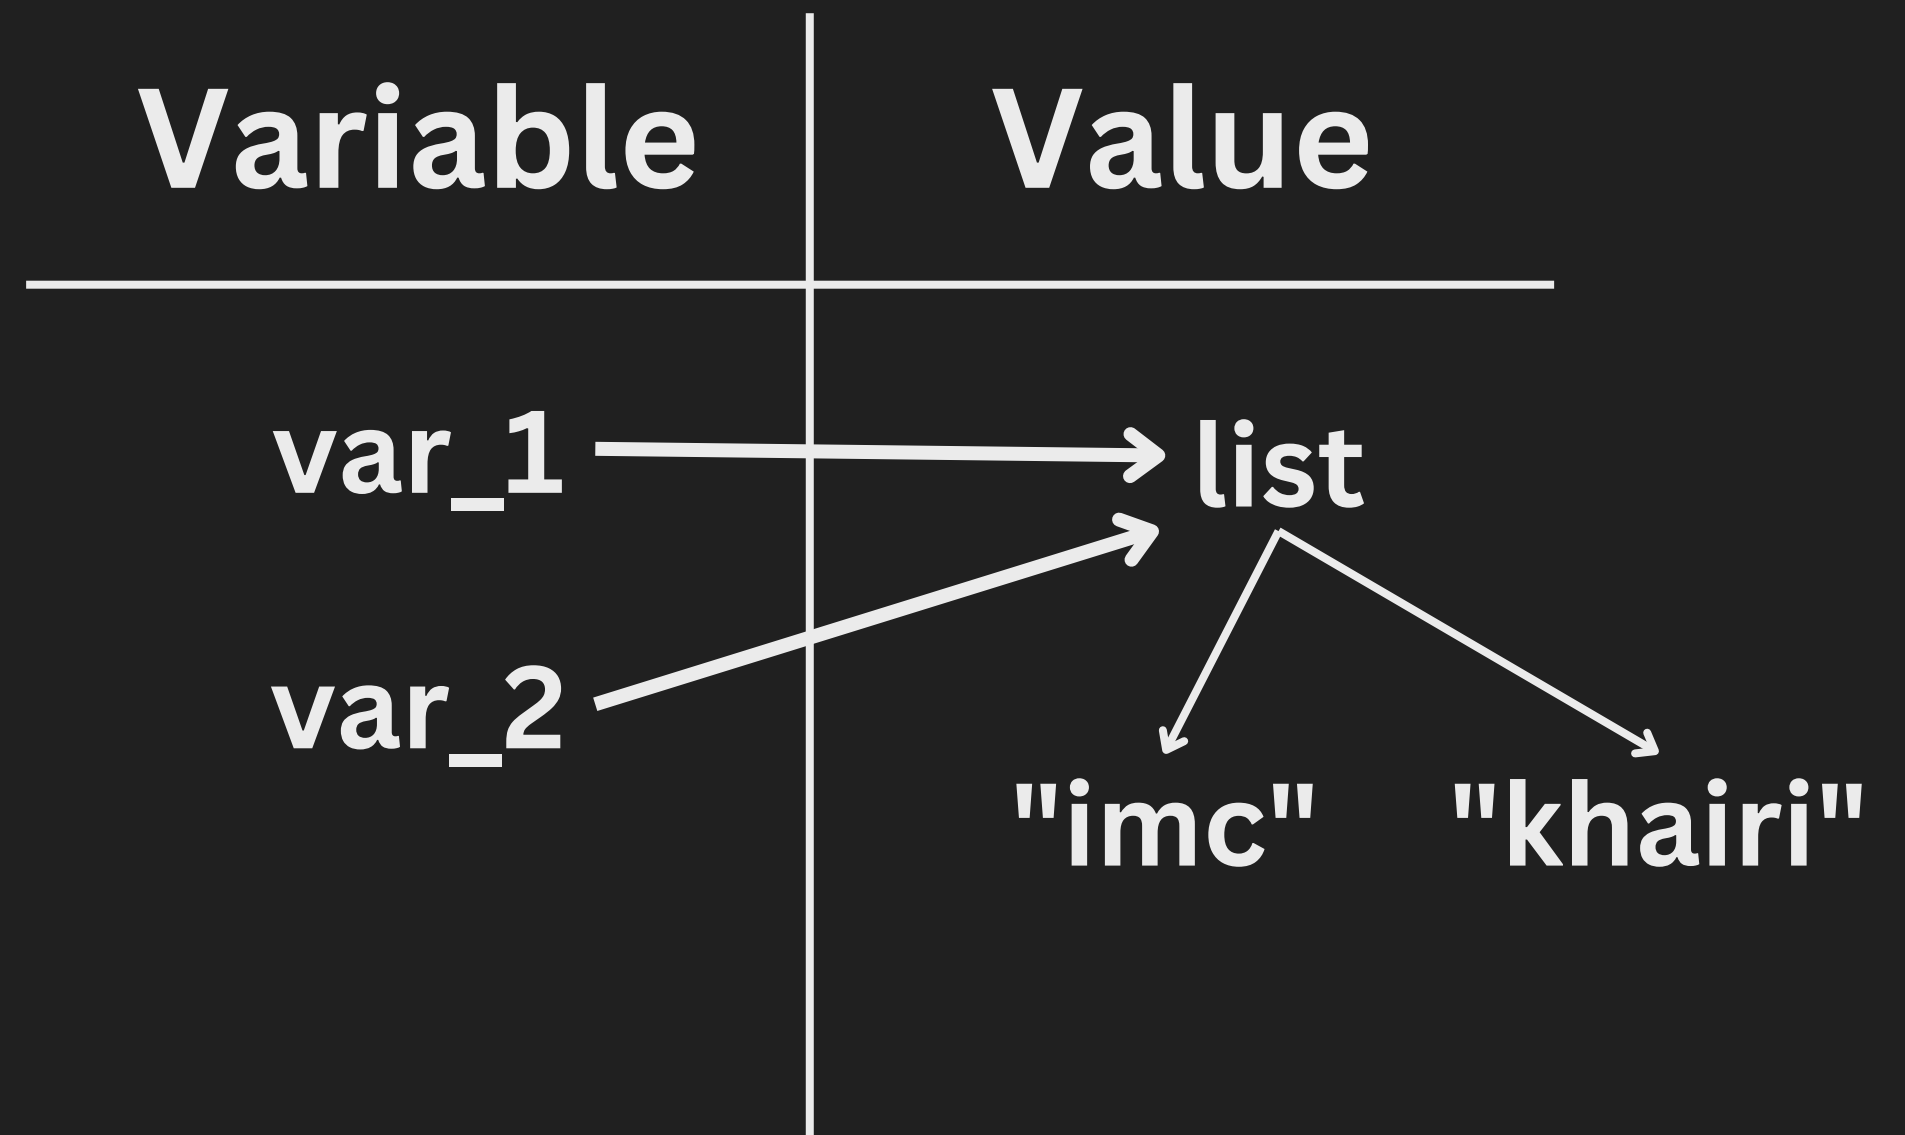 Variable Value
var_1 list
var_2
"imc" "khairi"